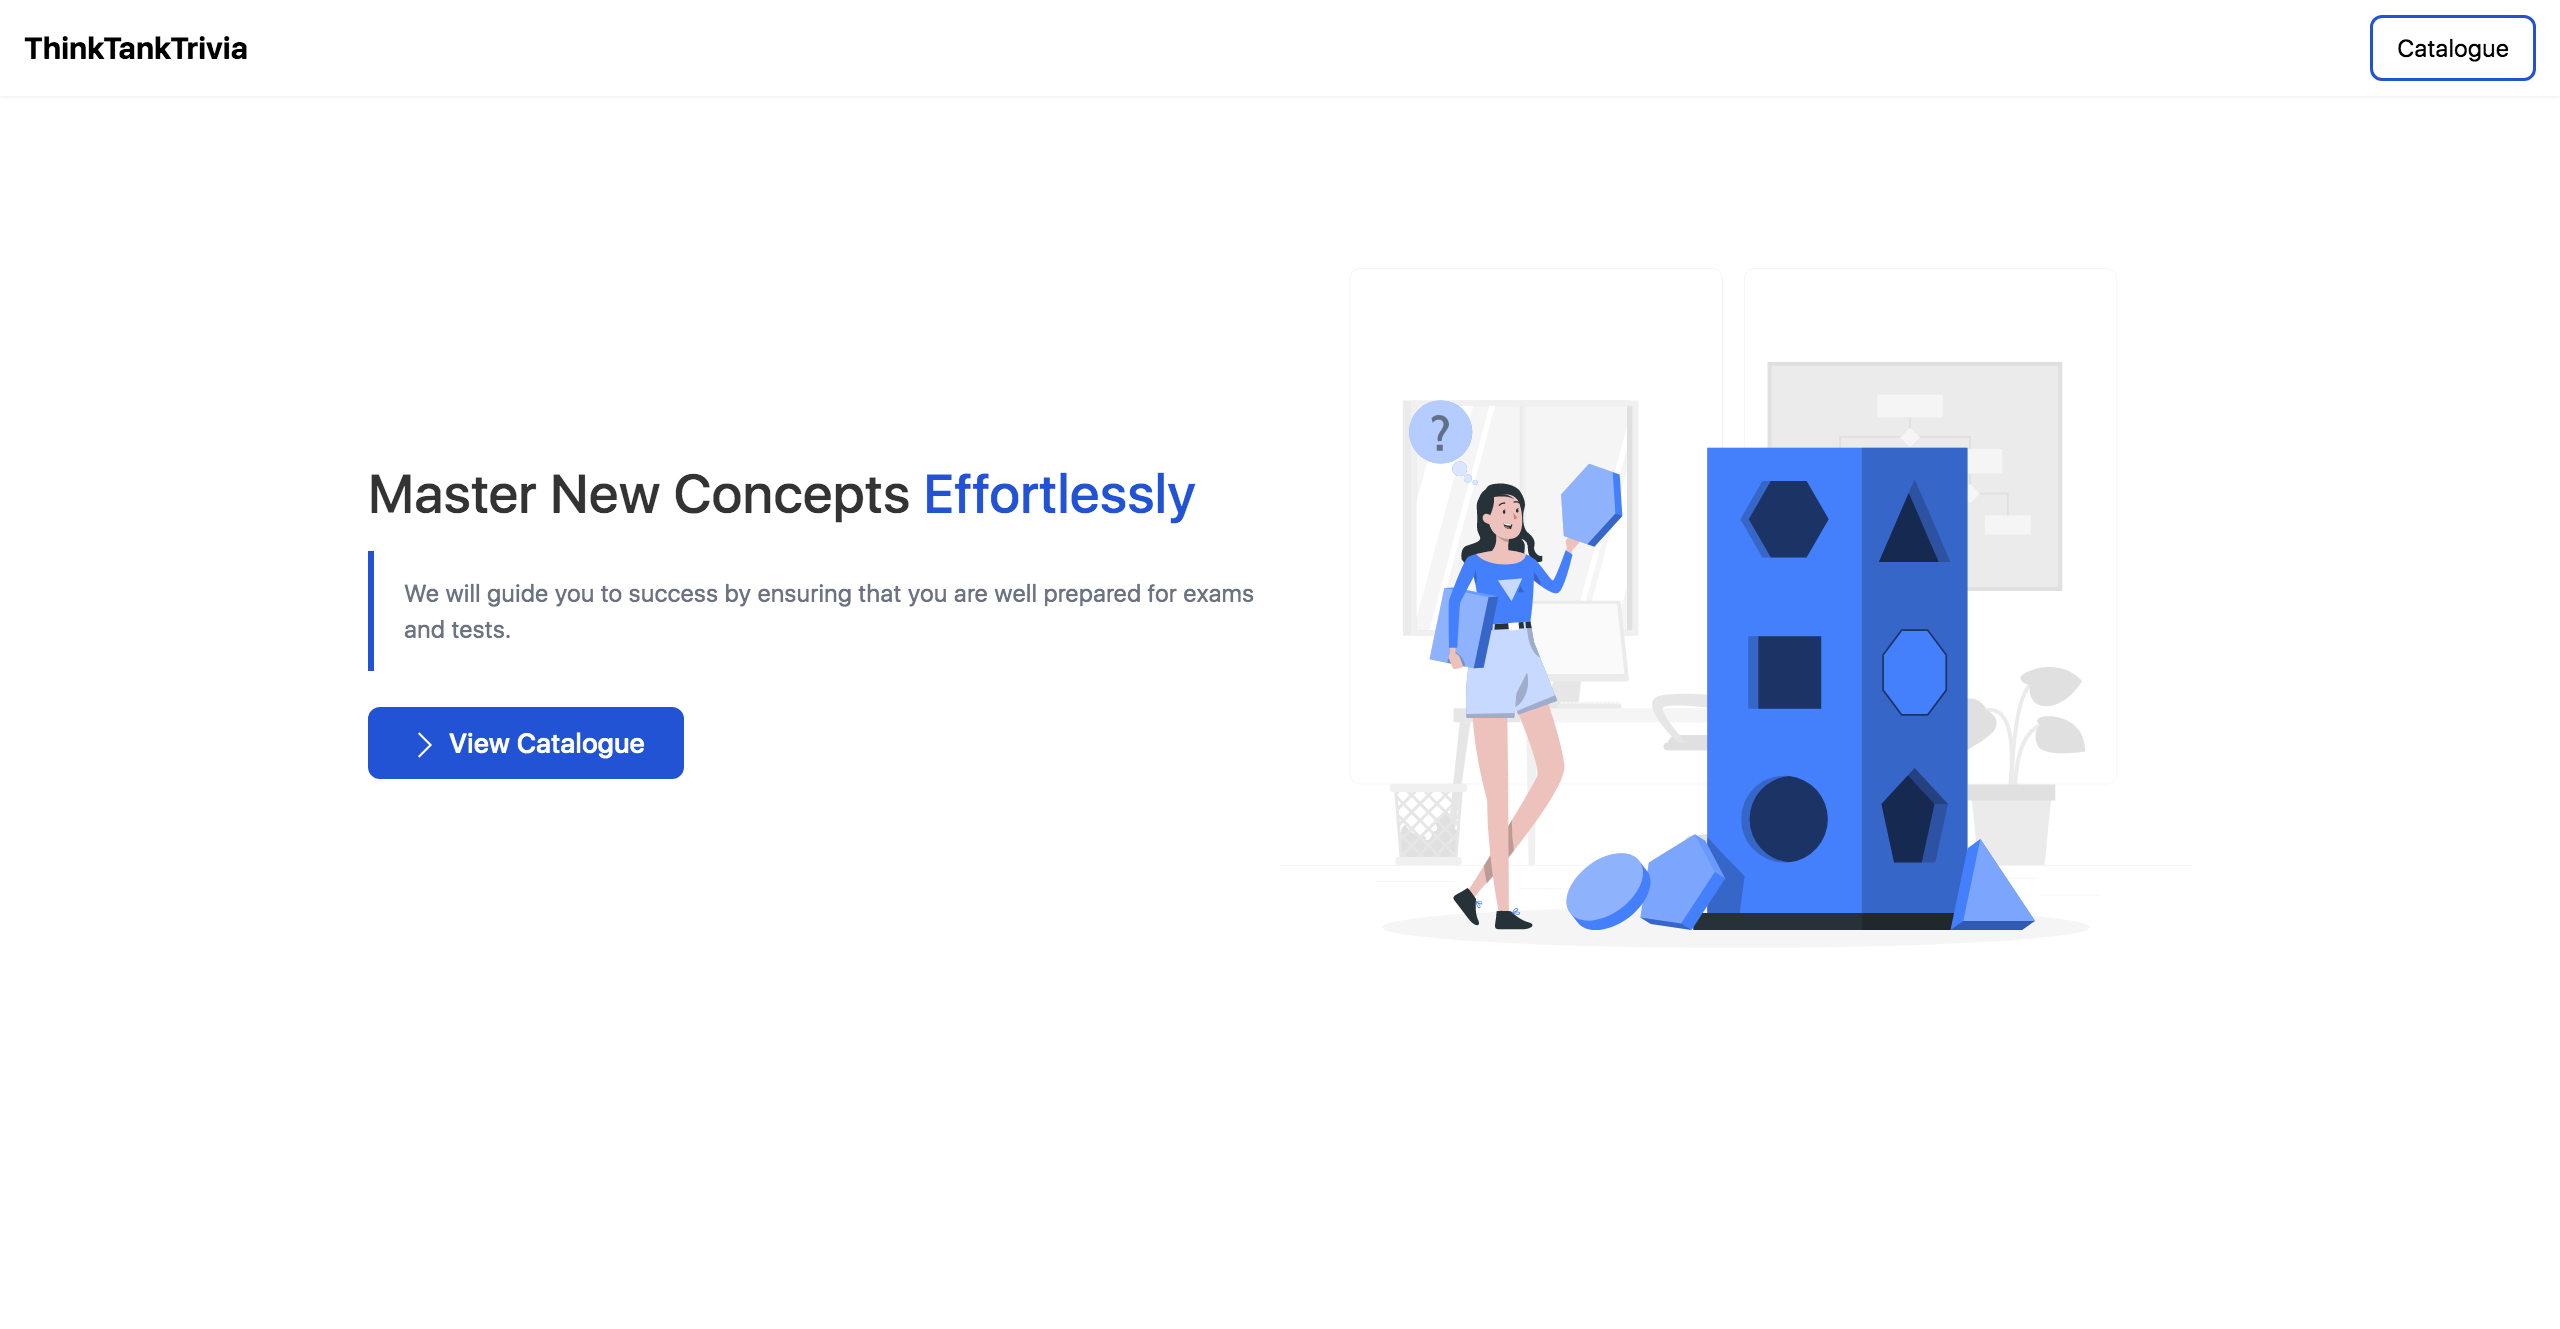 ThinkTankTrivia
Catalogue
Master New Concepts Effortlessly
We will guide you to success by ensuring that you are well prepared for exams
and tests.
View Catalogue
?